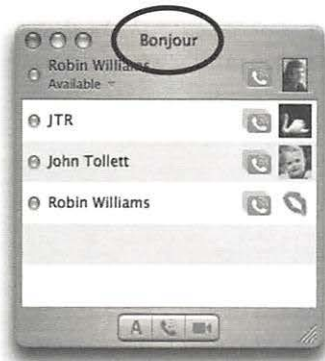 Bonjour
Robin Williams
Available
JTR
John Tollett
Robin Williams
A